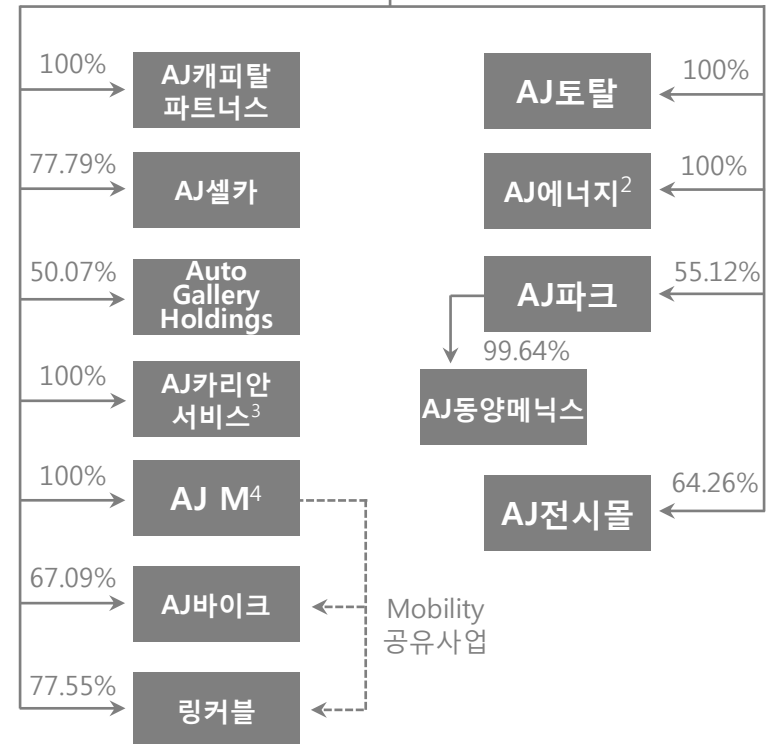 100%
AJ캐피탈
파트너스
77.79%
AJ셀카
50.07%
Auto
Gallery
Holdings
100%
AJ카리안
서비스3
100%
AJ M4
67.09%
AJ바이크
77.55%
링커블
Mobility
공유사업
100%
AJ토탈
100%
AJ에너지2
55.12%
AJ파크
99.64%
AJ동양메닉스
64.26%
AJ전시몰